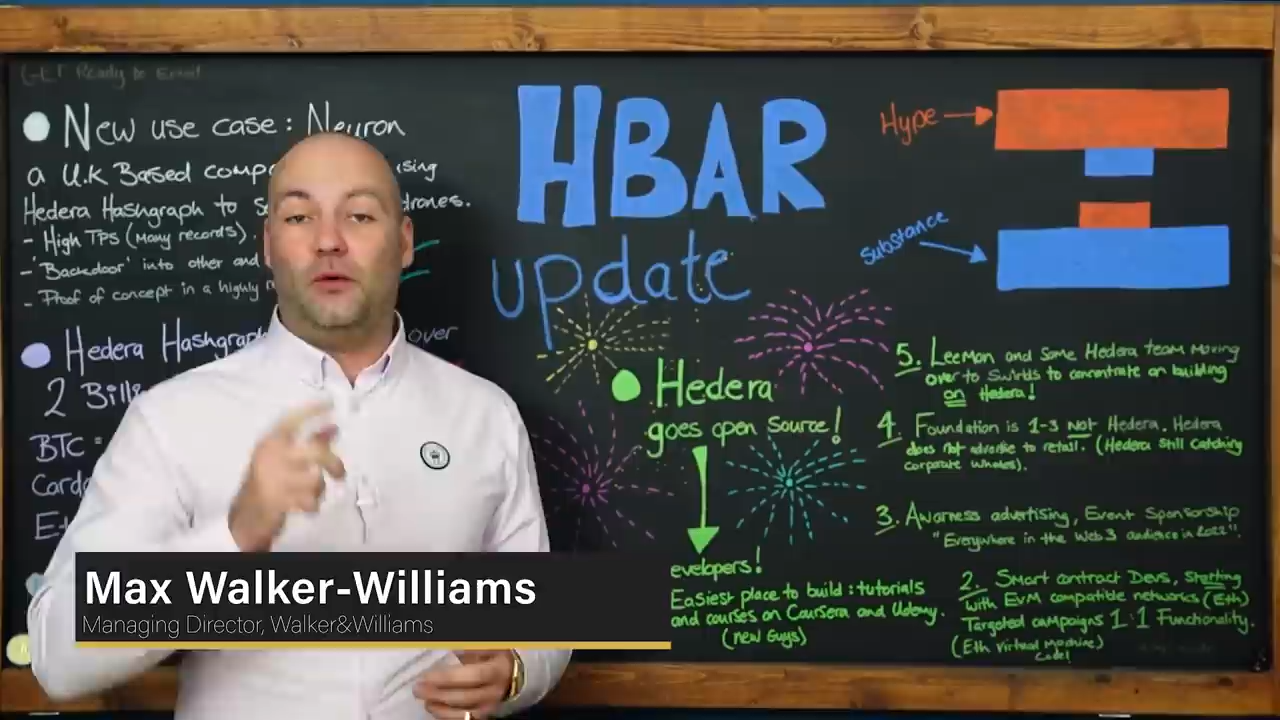 Get Ready to Email
New use case: Neuron
a U.K Based comp using
Hedera Hashgraph to drones.
- High TPS (Many records).
- 'Backdoor' into other and
- Proof of concept in a highly
Hedera Hashgraph over
2 Bill
BTC =
Card
E
HBAR
update
Hype
Substance
Hedera
goes open Source!
evelopers!
Easiest place to build: tutorials
and courses on Coursera and Udemy.
(new Guys)
5. Leemon and some Hedera team moving
over to Swirlds to concentrate on building
on Hedera!
4. Foundation is 1-3 not Hedera. Hedera
does not advertise to retail. (Hedera Still Catching
corporate whales).
3. Awarness advertising, Event Sponsorship
"Everywhere in the Web3 audience in 2022".
2. Smart contract Devs, starting
with EVM compatible networks (Eth)
Targeted campaigns 1:1 Functionality.
(Eth Virtual Machine)
Code!
Max Walker-Williams
Managing Director, Walker&Williams